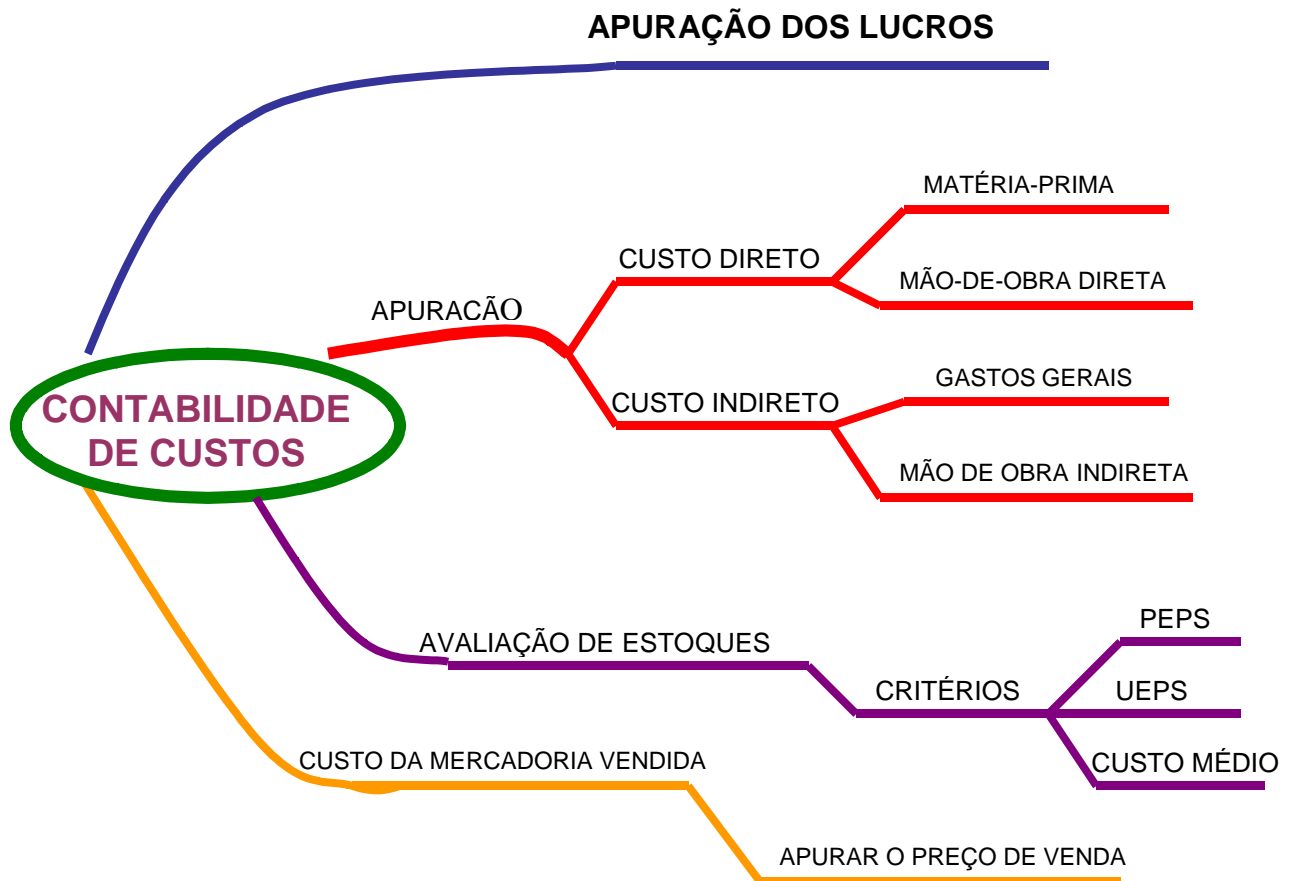 APURAÇÃO DOS LUCROS
MATÉRIA-PRIMA
CUSTO DIRETO
MÃO-DE-OBRA DIRETA
APURACÃO
GASTOS GERAIS
CUSTO INDIRETO
CONTABILIDADE
DE CUSTOS
MÃO DE OBRA INDIRETA
PEPS
AVALIAÇÃO DE ESTOQUES
CRITÉRIOS
UEPS
CUSTO DA MERCADORIA VENDIDA
CUSTO MÉDIO
APURAR O PREÇO DE VENDA